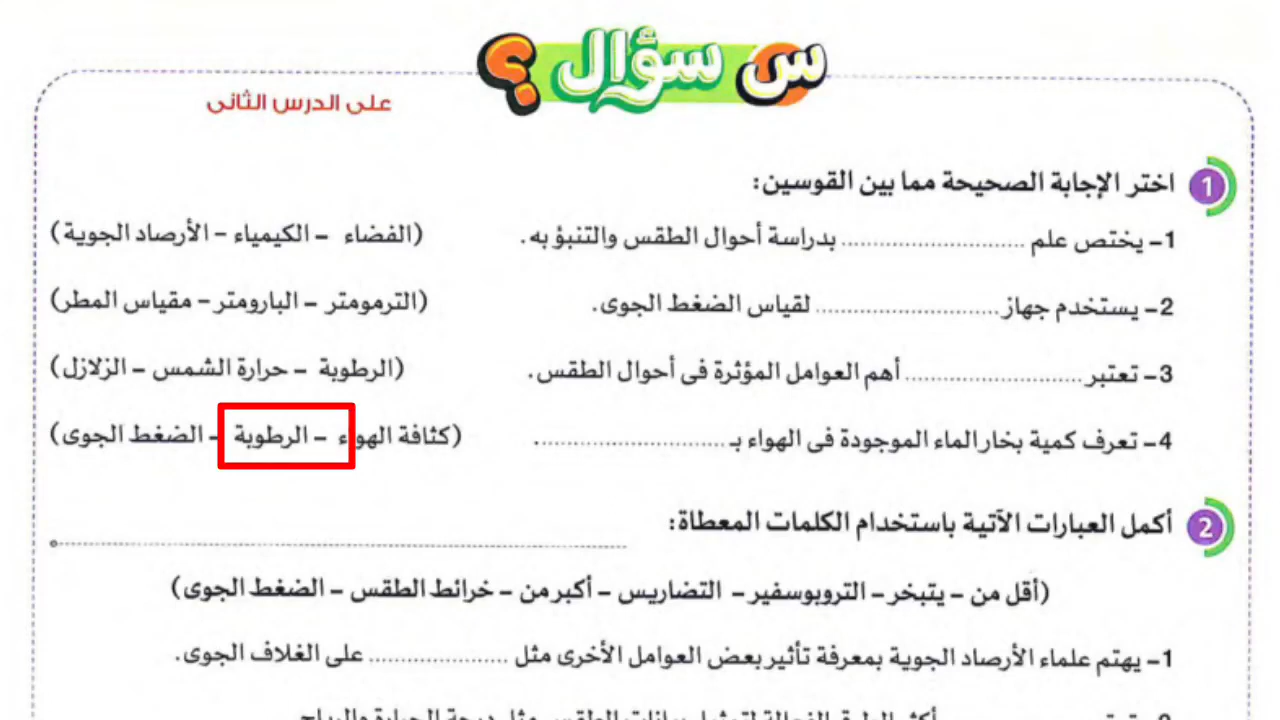 س سؤال ؟
على الدرس الثانى
1 اختر الإجابة الصحيحة مما بين القوسين:
1- يختص علم ........................ بدراسة أحوال الطقس والتنبؤ به. (الفضاء – الكيمياء – الأرصاد الجوية)
2- يستخدم جهاز ........................ لقياس الضغط الجوى. (الترمومتر – البارومتر – مقياس المطر)
3- تعتبر ........................ أهم العوامل المؤثرة فى أحوال الطقس. (الرطوبة – حرارة الشمس – الزلازل)
4- تعرف كمية بخار الماء الموجودة فى الهواء بـ ........................ . (كثافة الهواء – الرطوبة – الضغط الجوى)
2 أكمل العبارات الآتية باستخدام الكلمات المعطاة:
(أقل من – يتبخر – التروبوسفير – التضاريس – أكبر من – خرائط الطقس – الضغط الجوى)
1- يهتم علماء الأرصاد الجوية بمعرفة تأثير بعض العوامل الأخرى مثل .................... على الغلاف الجوى.